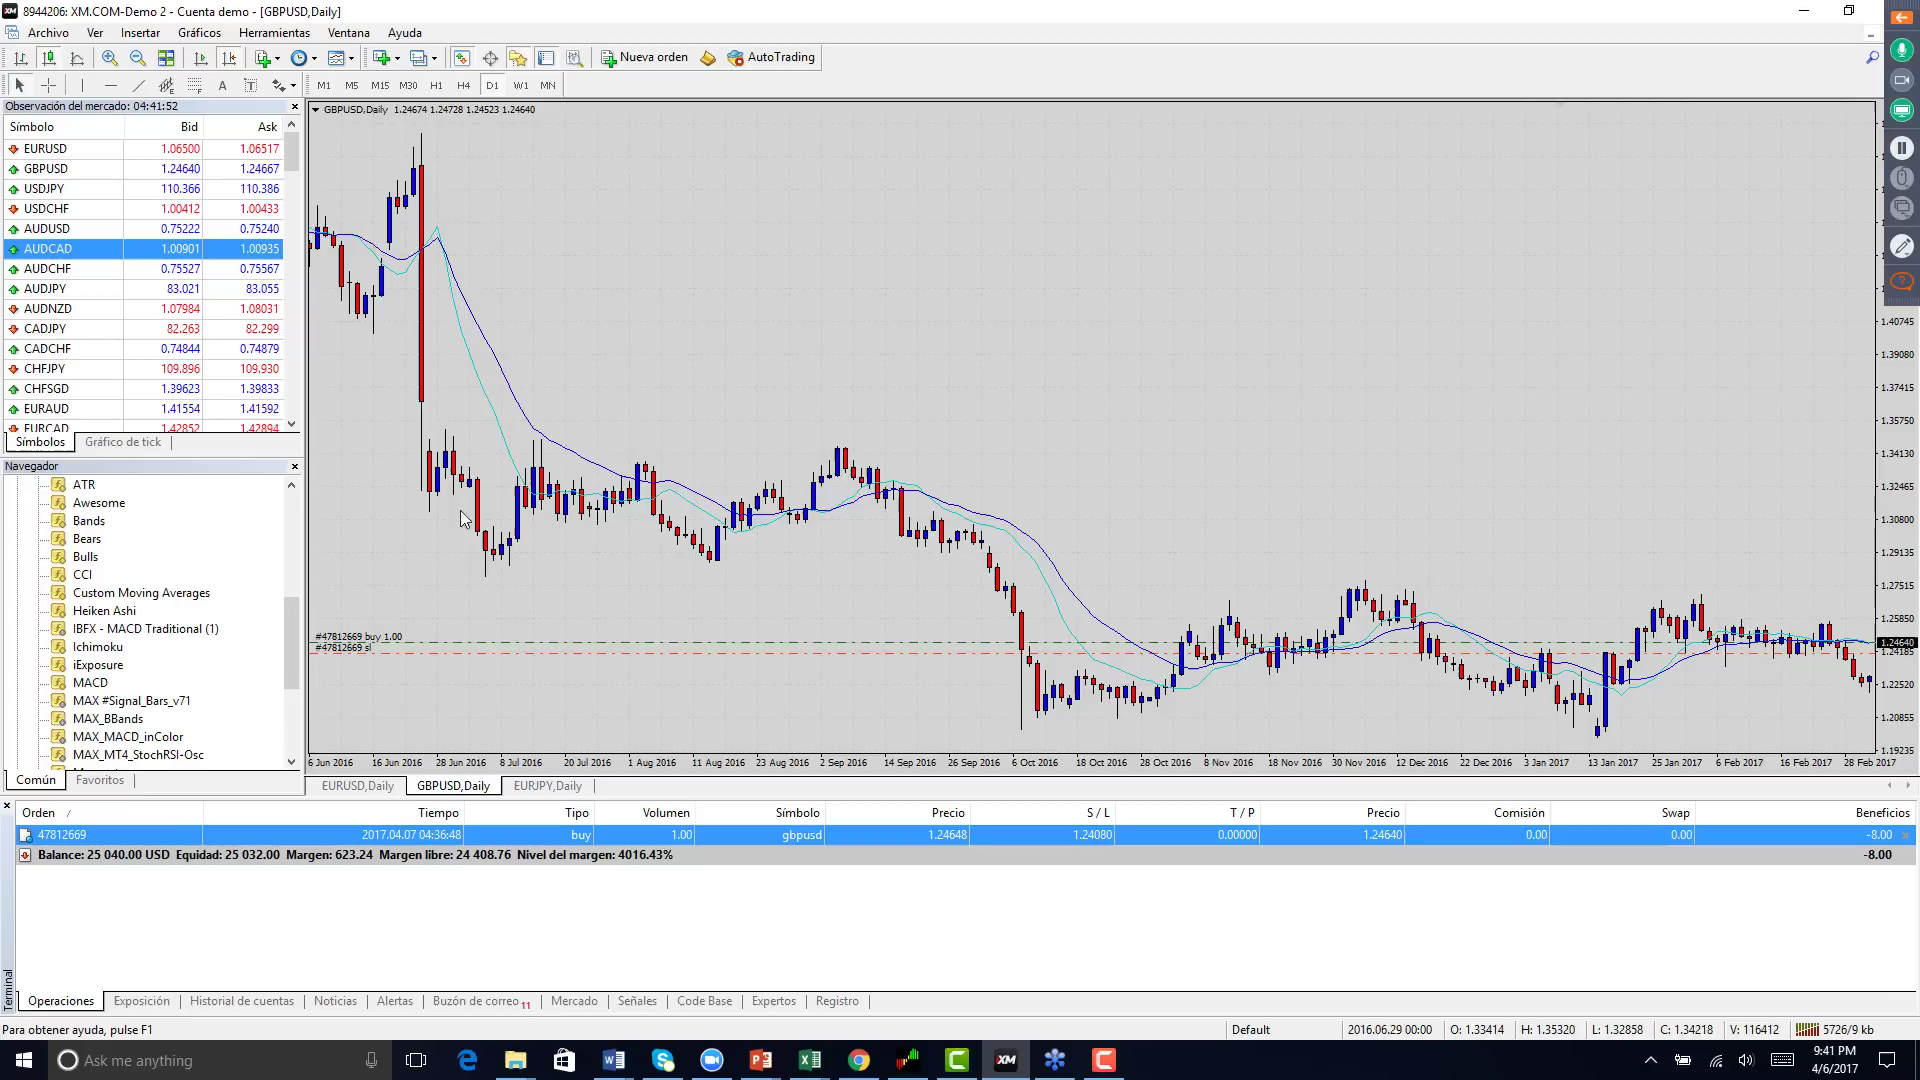 8944206: XM.COM-Demo 2 - Cuenta demo - [GBPUSD,Daily]
Archivo Ver Insertar Gráficos Herramientas Ventana Ayuda
Nueva orden AutoTrading
A T M1 M5 M15 M30 H1 H4 D1 W1 MN
Observación del mercado: 04:41:52
Símbolo Bid Ask
EURUSD 1.06500 1.06517
GBPUSD 1.24640 1.24667
USDJPY 110.366 110.386
USDCHF 1.00412 1.00433
AUDUSD 0.75222 0.75240
AUDCAD 1.00901 1.00935
AUDCHF 0.75527 0.75567
AUDJPY 83.021 83.055
AUDNZD 1.07984 1.08031
CADJPY 82.263 82.299
CADCHF 0.74844 0.74879
CHFJPY 109.896 109.930
CHFSGD 1.39623 1.39833
EURAUD 1.41554 1.41592
EURCAD 1.42852 1.42894
Símbolos Gráfico de tick
Navegador
ATR
Awesome
Bands
Bears
Bulls
CCI
Custom Moving Averages
Heiken Ashi
IBFX - MACD Traditional (1)
Ichimoku
iExposure
MACD
MAX #Signal_Bars_v71
MAX_BBands
MAX_MACD_inColor
MAX_MT4_StochRSI-Osc
Común Favoritos
GBPUSD,Daily 1.24674 1.24728 1.24523 1.24640
1.40745
1.39080
1.37415
1.35750
1.34130
1.32465
1.30800
1.29135
1.27515
1.25850
1.24640
1.24185
1.22520
1.20855
1.19235
#47812669 buy 1.00
#47812669 sl
6 Jun 2016 16 Jun 2016 28 Jun 2016 8 Jul 2016 20 Jul 2016 1 Aug 2016 11 Aug 2016 23 Aug 2016 2 Sep 2016 14 Sep 2016 26 Sep 2016 6 Oct 2016 18 Oct 2016 28 Oct 2016 8 Nov 2016 18 Nov 2016 30 Nov 2016 12 Dec 2016 22 Dec 2016 3 Jan 2017 13 Jan 2017 25 Jan 2017 6 Feb 2017 16 Feb 2017 28 Feb 2017
EURUSD,Daily GBPUSD,Daily EURJPY,Daily
Orden Tiempo Tipo Volumen Símbolo Precio S / L T / P Precio Comisión Swap Beneficios
47812669 2017.04.07 04:36:48 buy 1.00 gbpusd 1.24648 1.24080 0.00000 1.24640 0.00 0.00 -8.00
Balance: 25 040.00 USD Equidad: 25 032.00 Margen: 623.24 Margen libre: 24 408.76 Nivel del margen: 4016.43% -8.00
Terminal
Operaciones Exposición Historial de cuentas Noticias Alertas Buzón de correo 11 Mercado Señales Code Base Expertos Registro
Para obtener ayuda, pulse F1 Default 2016.06.29 00:00 O: 1.33414 H: 1.35320 L: 1.32858 C: 1.34218 V: 116412 5726/9 kb
Ask me anything
XM
9:41 PM
4/6/2017